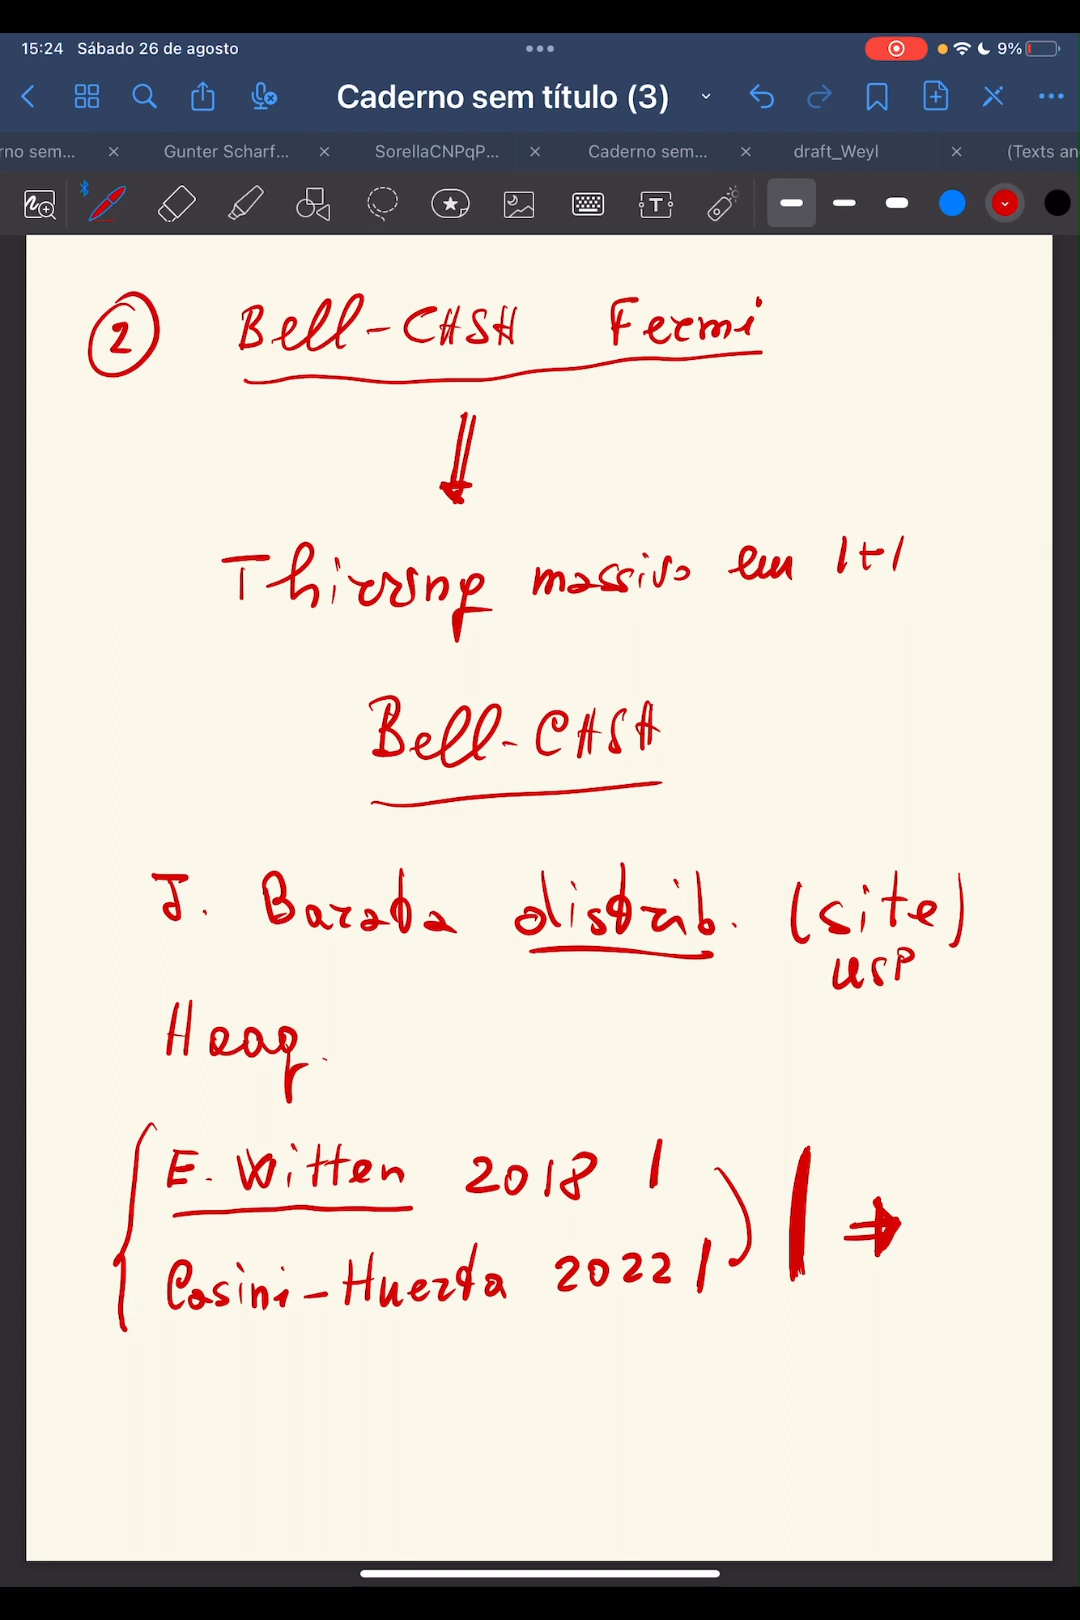 15:24 Sábado 26 de agosto
9%
Caderno sem título (3)
rno sem... × Gunter Scharf... × SorellaCNPqP... × Caderno sem... × draft_Weyl × (Texts an
T
2 Bell-CHSH Fermi
Thirring massivo em 1+1
Bell-CHSH
J. Barata distrib. (site)
USP
Haag.
E. Witten 2018
Casini-Huerta 2022